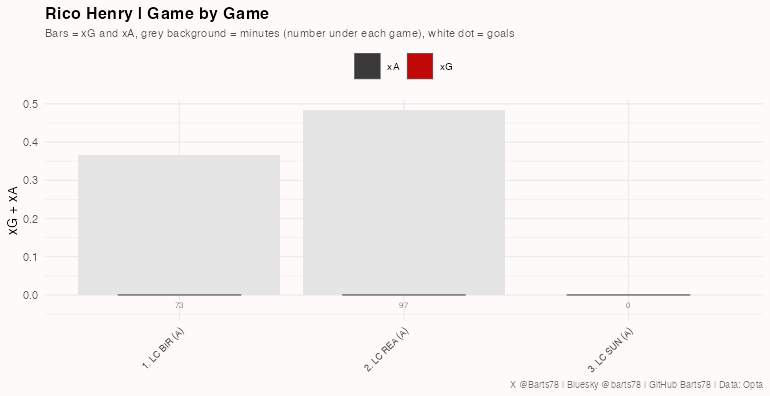 Rico Henry | Game by Game
Bars = xG and xA, grey background = minutes (number under each game), white dot = goals
xA xG
xG + xA
0.5
0.4
0.3
0.2
0.1
0.0
73 97 0
1. LC BIR (A) 2. LC REA (A) 3. LC SUN (A)
X @Barts78 | Bluesky @barts78 | GitHub Barts78 | Data: Opta